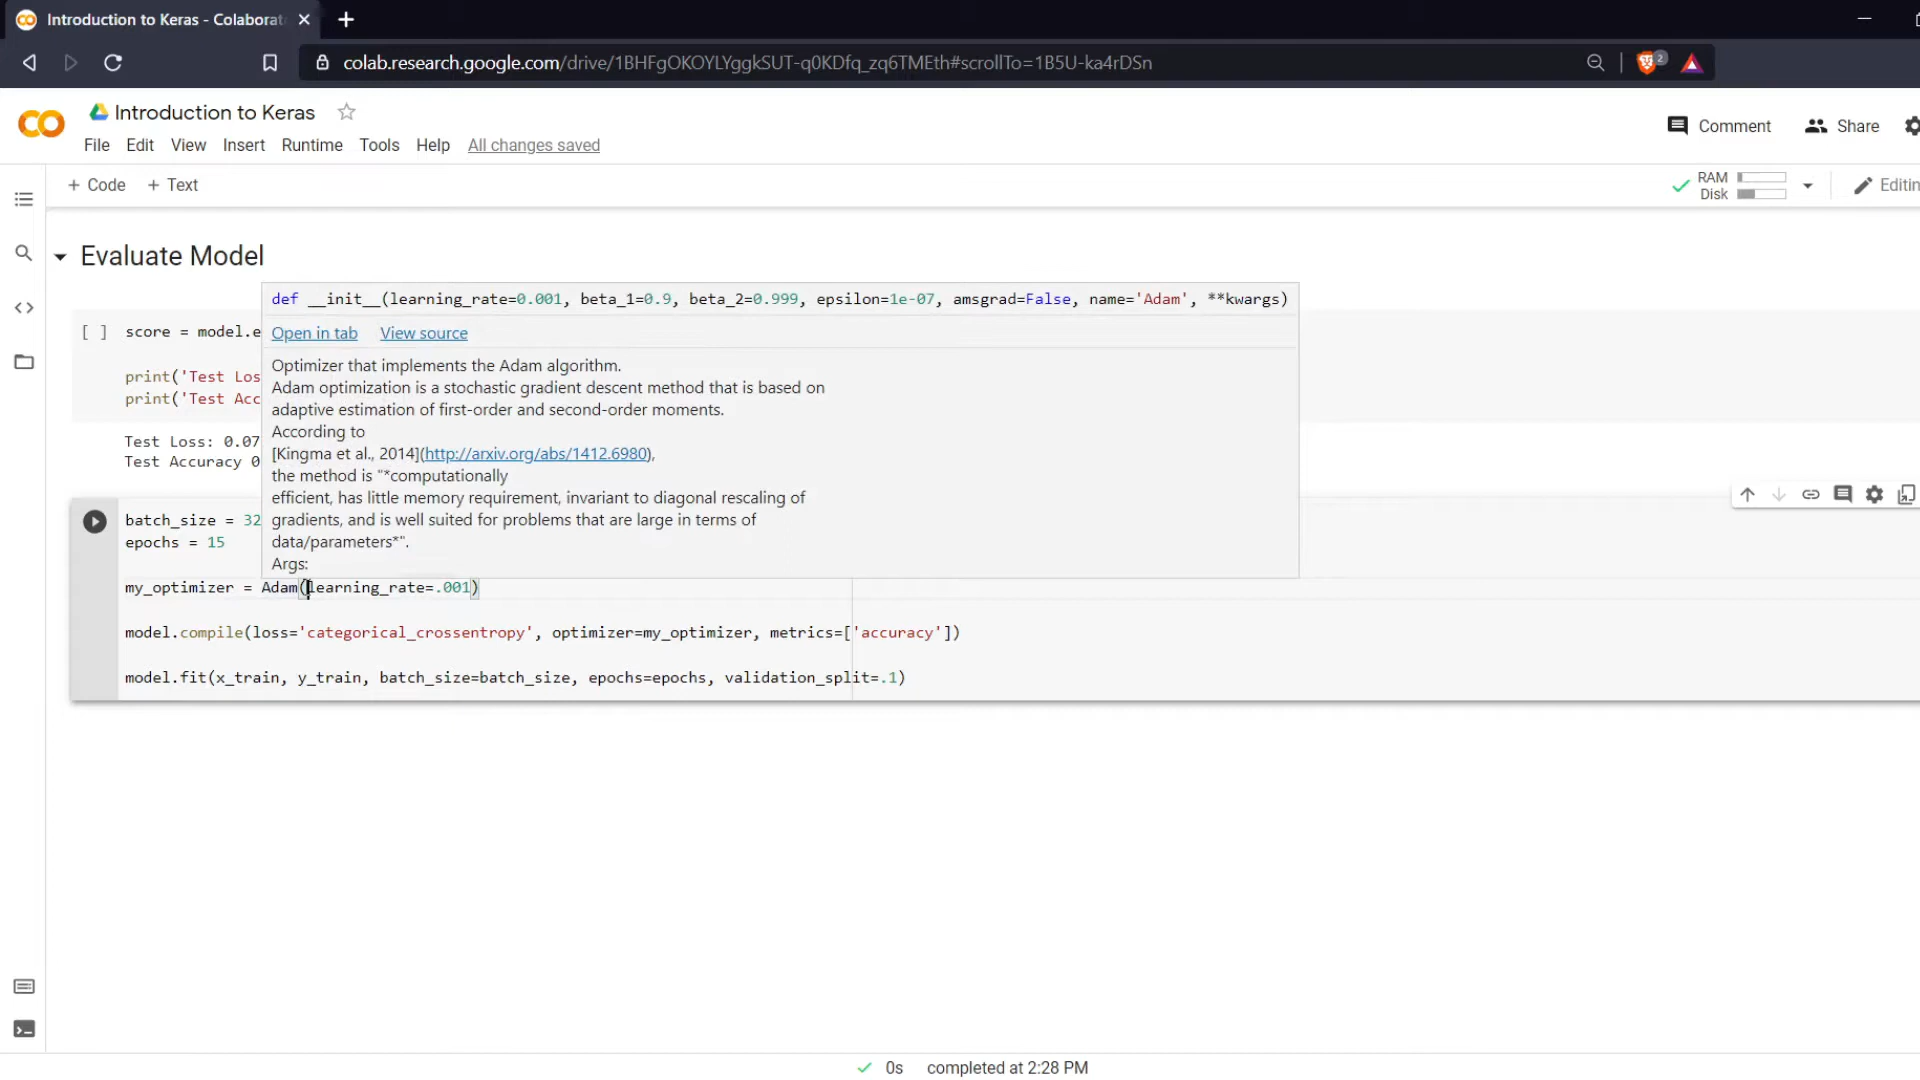 Introduction to Keras - Colaborat
colab.research.google.com/drive/1BHFgOKOYLYggkSUT-q0KDfq_zq6TMEth#scrollTo=1B5U-ka4rDSn
2
Introduction to Keras
File Edit View Insert Runtime Tools Help All changes saved
Comment
Share
+ Code + Text
RAM
Disk
Editin
Evaluate Model
def __init__(learning_rate=0.001, beta_1=0.9, beta_2=0.999, epsilon=1e-07, amsgrad=False, name='Adam', **kwargs)
Open in tab View source
Optimizer that implements the Adam algorithm.
Adam optimization is a stochastic gradient descent method that is based on
adaptive estimation of first-order and second-order moments.
According to
[Kingma et al., 2014](http://arxiv.org/abs/1412.6980),
the method is "*computationally
efficient, has little memory requirement, invariant to diagonal rescaling of
gradients, and is well suited for problems that are large in terms of
data/parameters*".
Args:
[ ] score = model.e
print('Test Los
print('Test Acc
Test Loss: 0.07
Test Accuracy 0
batch_size = 32
epochs = 15
my_optimizer = Adam(learning_rate=.001)
model.compile(loss='categorical_crossentropy', optimizer=my_optimizer, metrics=['accuracy'])
model.fit(x_train, y_train, batch_size=batch_size, epochs=epochs, validation_split=.1)
0s completed at 2:28 PM